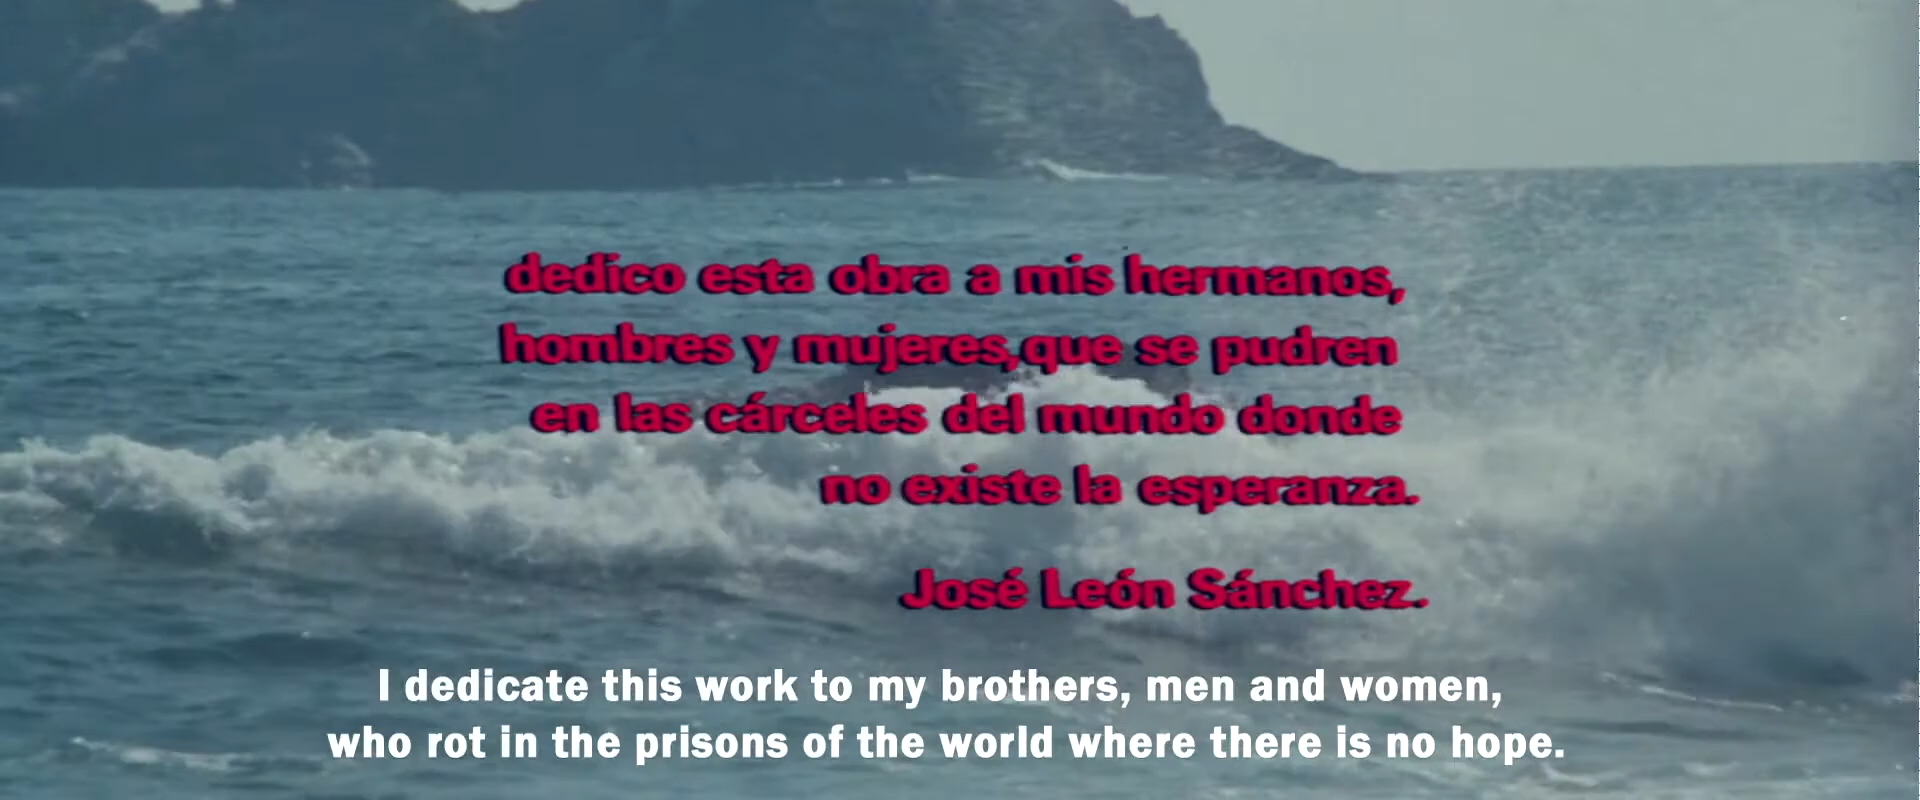 dedico esta obra a mis hermanos,
hombres y mujeres,que se pudren
en las cárceles del mundo donde
no existe la esperanza.
José León Sánchez.
I dedicate this work to my brothers, men and women,
who rot in the prisons of the world where there is no hope.